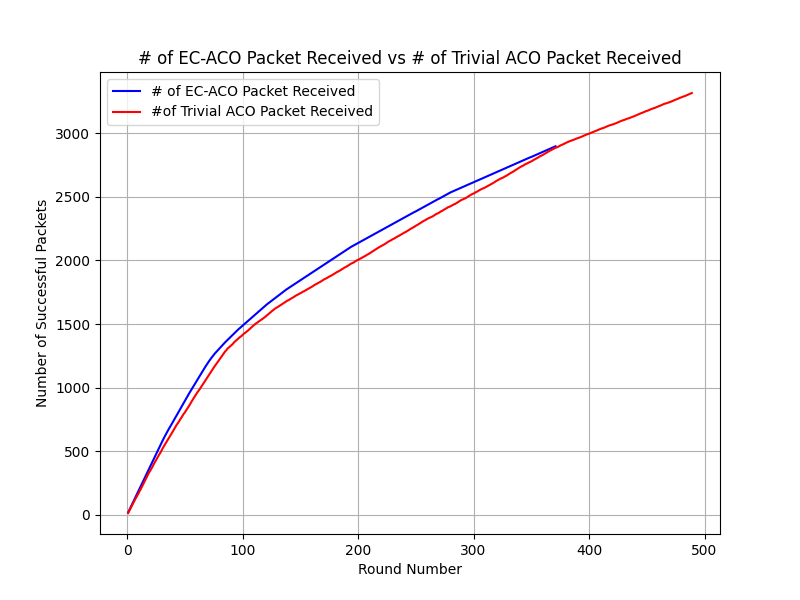 # of EC-ACO Packet Received vs # of Trivial ACO Packet Received
# of EC-ACO Packet Received
#of Trivial ACO Packet Received
Number of Successful Packets
3000
2500
2000
1500
1000
500
0
0 100 200 300 400 500
Round Number